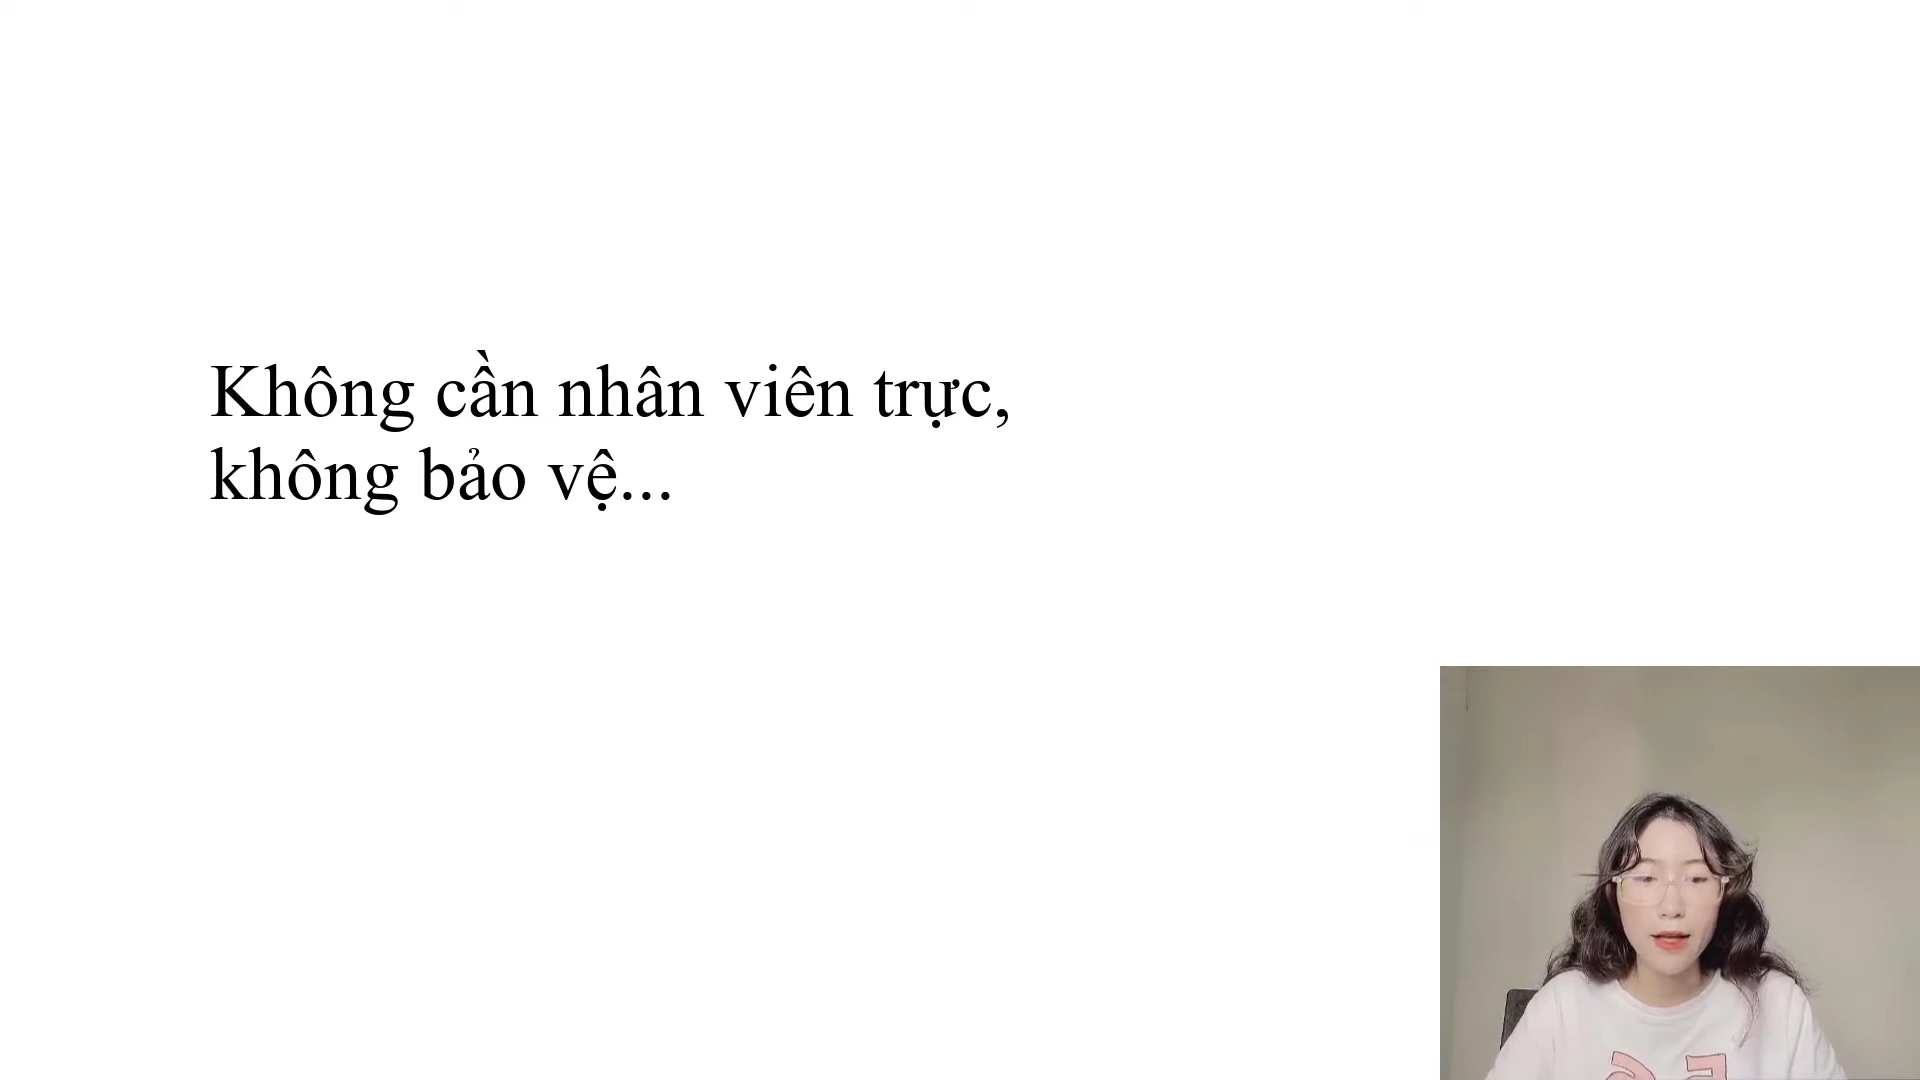 Không cần nhân viên trực,
không bảo vệ...